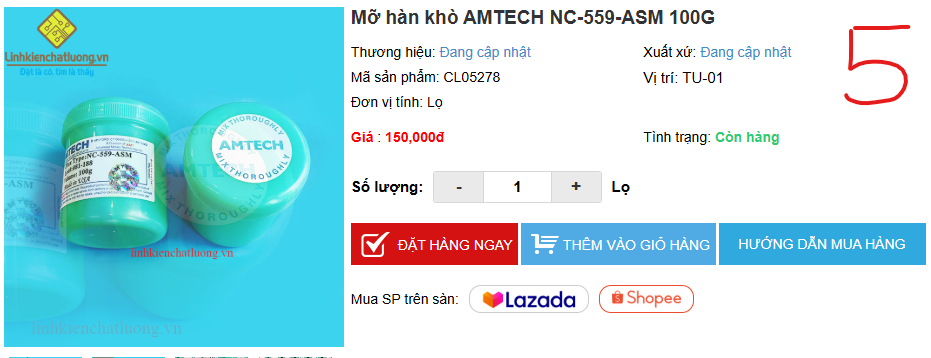 Linhkienchatluong.vn
Đặt là có, tìm là thấy
Mỡ hàn khò AMTECH NC-559-ASM 100G
Thương hiệu: Đang cập nhật
Xuất xứ: Đang cập nhật
Mã sản phẩm: CL05278
Vị trí: TU-01
Đơn vị tính: Lọ
5
Giá : 150,000đ
Tình trạng: Còn hàng
Số lượng: - 1 + Lọ
ĐẶT HÀNG NGAY
THÊM VÀO GIỎ HÀNG
HƯỚNG DẪN MUA HÀNG
Mua SP trên sàn:
Lazada
Shopee
MIX THOROUGHLY
AMTECH
MIX THOROUGHLY
NC-559-ASM
100g
linhkienchatluong.vn
linhkienchatluong.vn